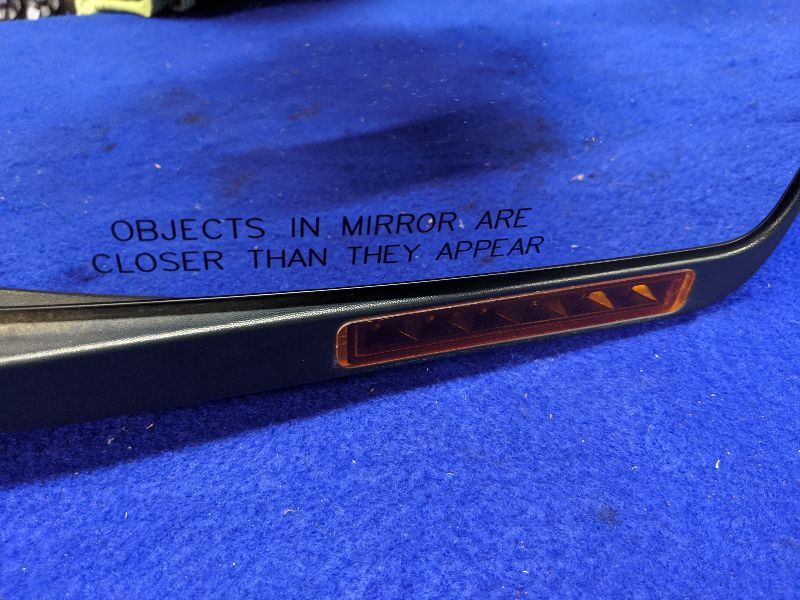 OBJECTS IN MIRROR ARE
CLOSER THAN THEY APPEAR